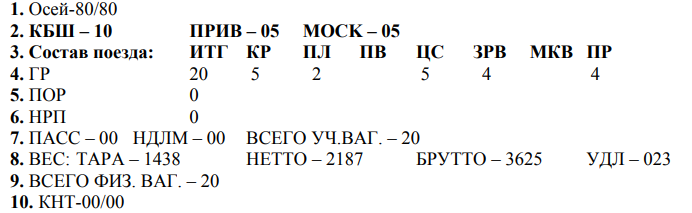 1. Осей-80/80
2. КБШ – 10 ПРИВ – 05 МОСК – 05
3. Состав поезда: ИТГ КР ПЛ ПВ ЦС ЗРВ МКВ ПР
4. ГР 20 5 2 5 4 4
5. ПОР 0
6. НРП 0
7. ПАСС – 00 НДЛМ – 00 ВСЕГО УЧ.ВАГ. – 20
8. ВЕС: ТАРА – 1438 НЕТТО – 2187 БРУТТО – 3625 УДЛ – 023
9. ВСЕГО ФИЗ. ВАГ. – 20
10. КНТ-00/00